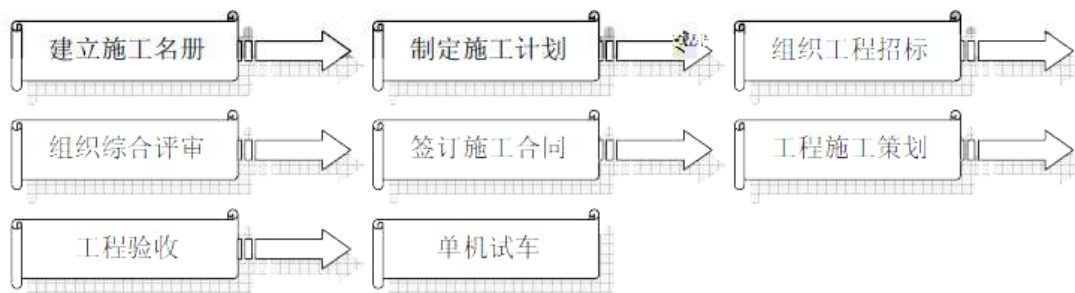 建立施工名册
制定施工计划
组织工程招标
组织综合评审
签订施工合同
工程施工策划
工程验收
单机试车